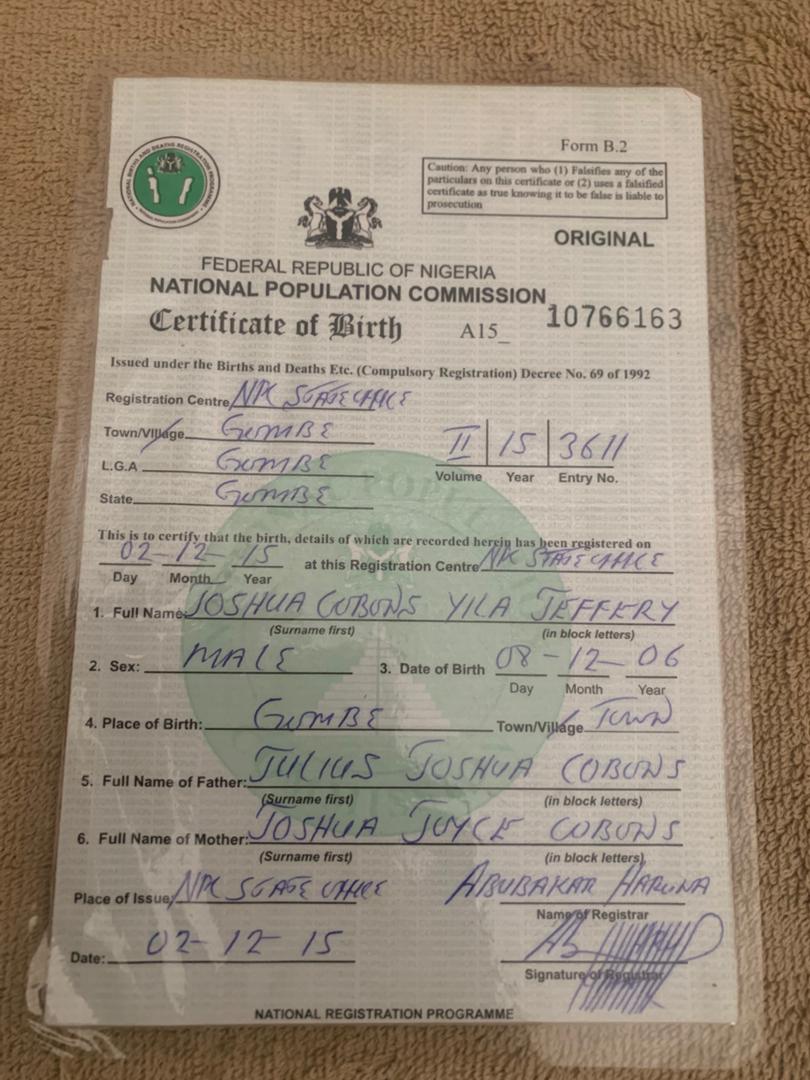 NATIONAL BIRTHS AND DEATHS REGISTRATION PROGRAMME
Form B.2
Caution: Any person who (1) Falsifies any of the
particulars on this certificate or (2) uses a falsified
certificate as true knowing it to be false is liable to
prosecution
ORIGINAL
FEDERAL REPUBLIC OF NIGERIA
NATIONAL POPULATION COMMISSION
Certificate of Birth A15_ 10766163
Issued under the Births and Deaths Etc. (Compulsory Registration) Decree No. 69 of 1992
Registration Centre NPC STATE OFFICE
Town/Village GOMBE
L.G.A GOMBE
State GOMBE
II 15 3611
Volume Year Entry No.
This is to certify that the birth, details of which are recorded herein has been registered on
02-12-15 at this Registration Centre NPC STATE OFFICE
Day Month Year
1. Full Name: JOSHUA COBONS YILA JEFFERY
(Surname first) (in block letters)
2. Sex: MALE 3. Date of Birth 08-12-06
Day Month Year
4. Place of Birth: GOMBE Town/Village TOWN
5. Full Name of Father: JULIUS JOSHUA COBONS
(Surname first) (in block letters)
6. Full Name of Mother: JOSHUA JOYCE COBONS
(Surname first) (in block letters)
Place of Issue NPC STATE OFFICE ABUBAKAR HARUNA
Name of Registrar
Date: 02-12-15
Signature of Registrar
NATIONAL REGISTRATION PROGRAMME